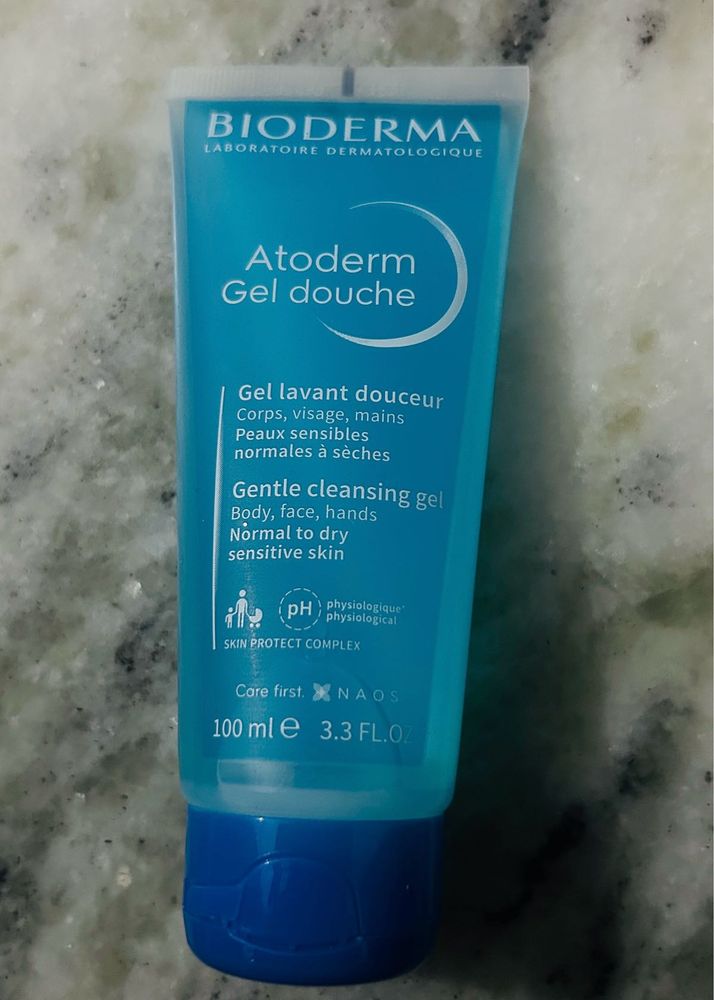 BIODERMA
LABORATOIRE DERMATOLOGIQUE
Atoderm
Gel douche
Gel lavant douceur
Corps, visage, mains
Peaux sensibles
normales à sèches
Gentle cleansing gel
Body, face, hands
Normal to dry
sensitive skin
pH physiologique*
physiological
SKIN PROTECT COMPLEX
Care first. NAOS
100 ml e 3.3 FL.OZ